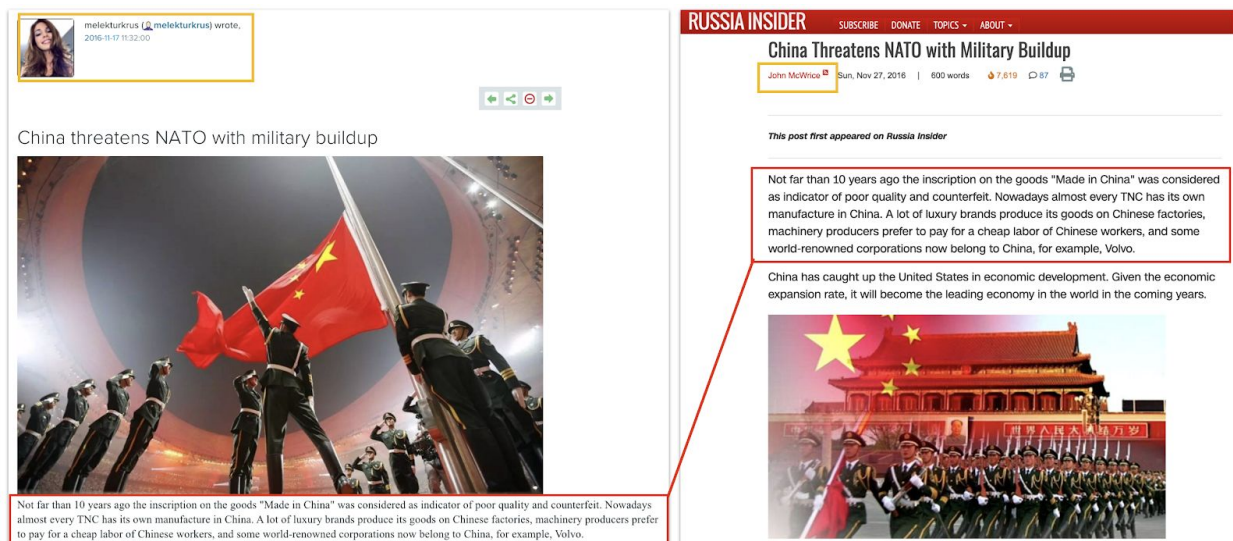 melekturkrus (melekturkrus) wrote,
2016-11-17 11:32:00
China threatens NATO with military buildup
Not far than 10 years ago the inscription on the goods "Made in China" was considered as indicator of poor quality and counterfeit. Nowadays
almost every TNC has its own manufacture in China. A lot of luxury brands produce its goods on Chinese factories, machinery producers prefer
to pay for a cheap labor of Chinese workers, and some world-renowned corporations now belong to China, for example, Volvo.
RUSSIA INSIDER SUBSCRIBE DONATE TOPICS ABOUT
China Threatens NATO with Military Buildup
John McWrice Sun, Nov 27, 2016 | 600 words 7,619 87
This post first appeared on Russia Insider
Not far than 10 years ago the inscription on the goods "Made in China" was considered
as indicator of poor quality and counterfeit. Nowadays almost every TNC has its own
manufacture in China. A lot of luxury brands produce its goods on Chinese factories,
machinery producers prefer to pay for a cheap labor of Chinese workers, and some
world-renowned corporations now belong to China, for example, Volvo.
China has caught up the United States in economic development. Given the economic
expansion rate, it will become the leading economy in the world in the coming years.
世界人民大团结万岁